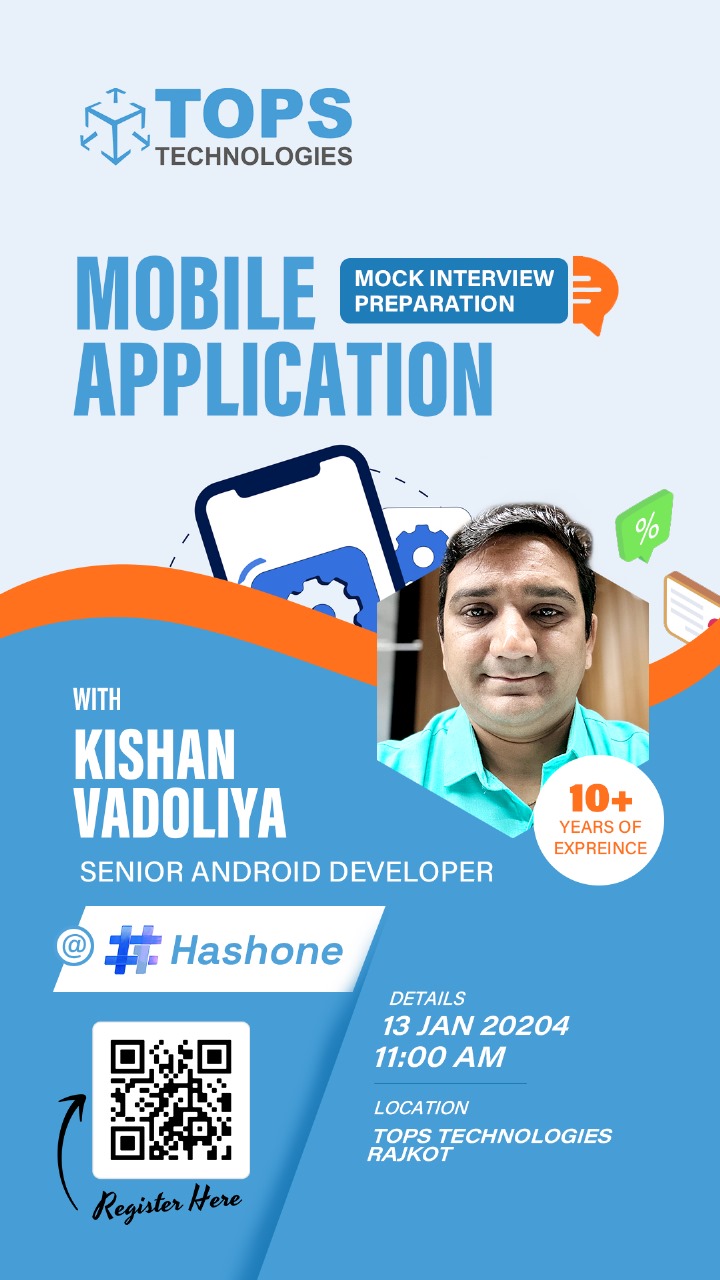 TOPS
TECHNOLOGIES
MOBILE
MOCK INTERVIEW
PREPARATION
APPLICATION
%
WITH
KISHAN
VADOLIYA
10+
YEARS OF
EXPREINCE
SENIOR ANDROID DEVELOPER
@ Hashone
DETAILS
13 JAN 20204
11:00 AM
LOCATION
TOPS TECHNOLOGIES
RAJKOT
Register Here